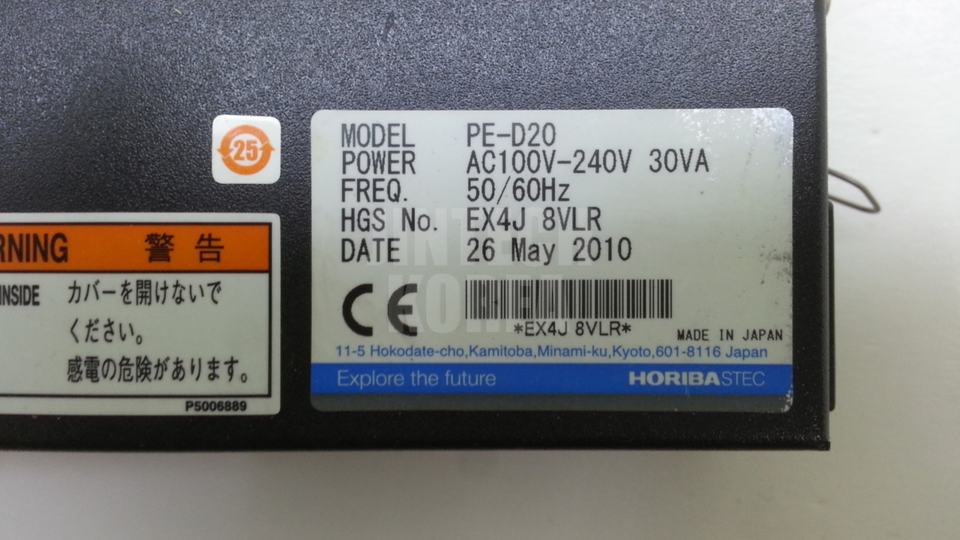 25
MODEL PE-D20
POWER AC100V-240V 30VA
FREQ. 50/60Hz
HGS No. EX4J 8VLR
DATE 26 May 2010
CE
*EX4J 8VLR*
MADE IN JAPAN
11-5 Hokodate-cho,Kamitoba,Minami-ku,Kyoto,601-8116 Japan
Explore the future HORIBASTEC
RNING 警告
INSIDE カバーを開けないで
ください。
感電の危険があります。
P5006889